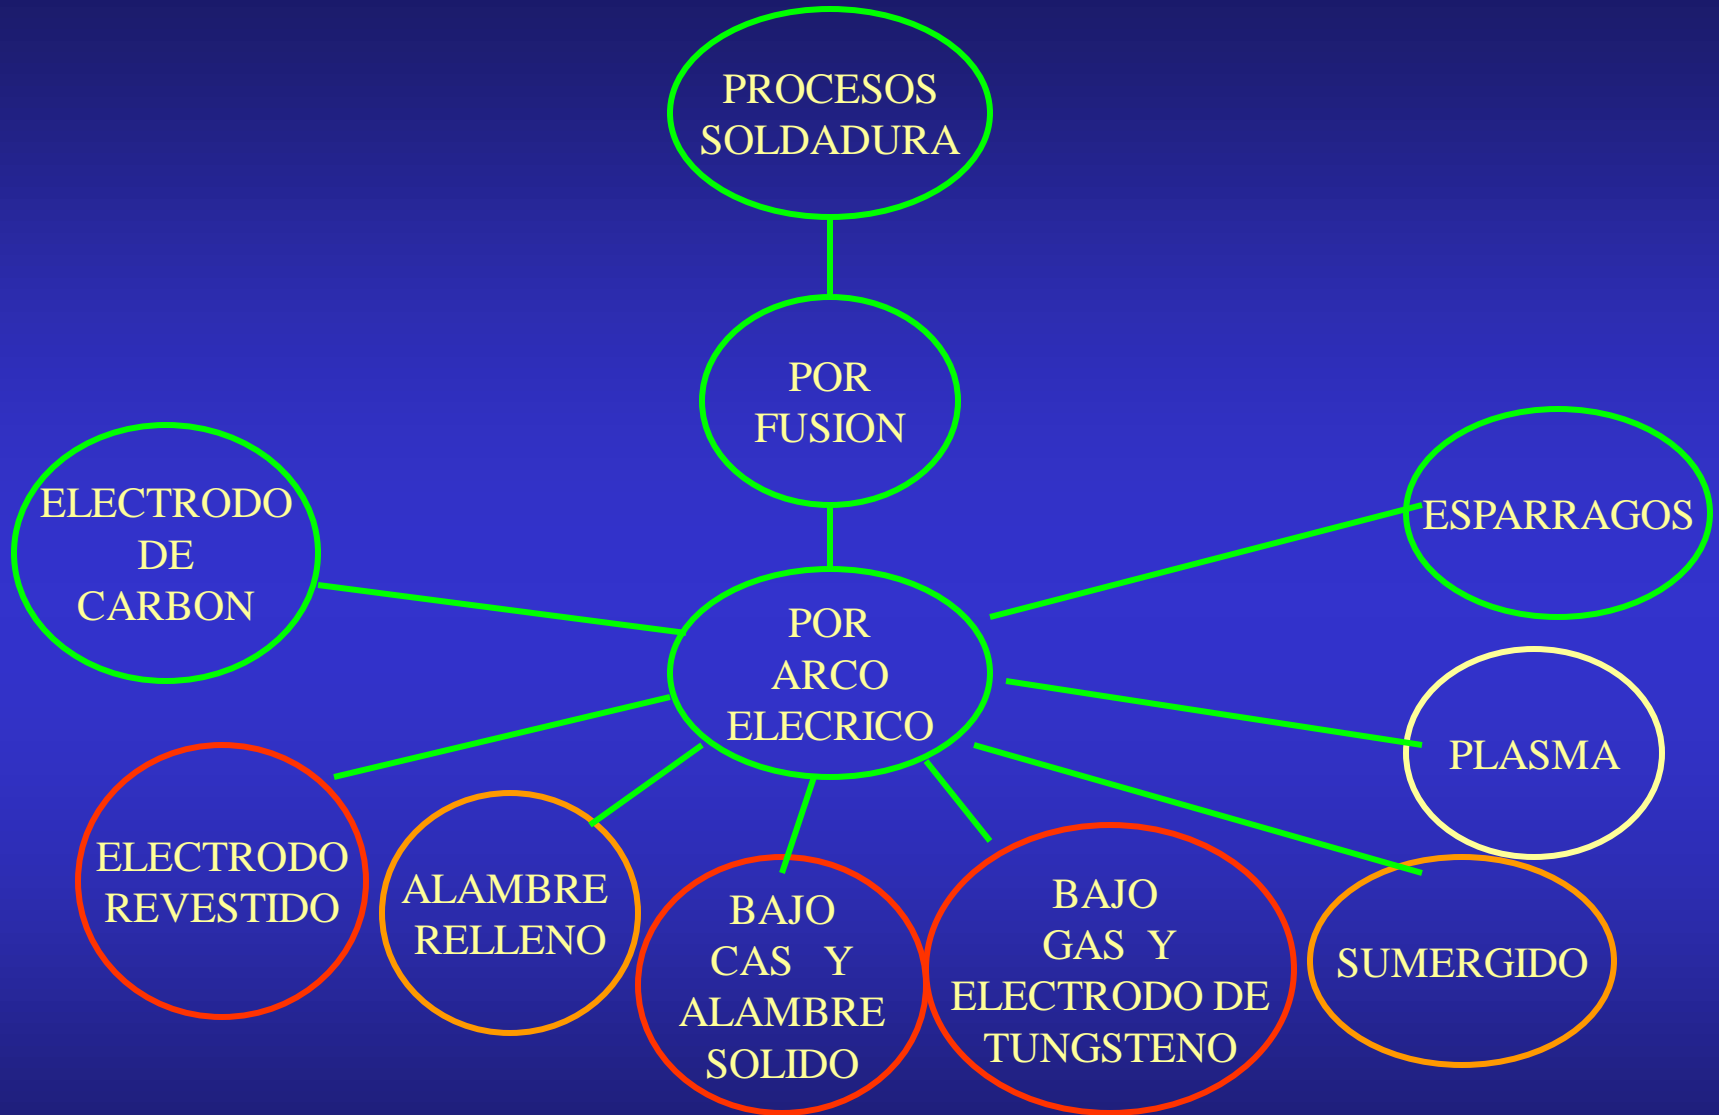 PROCESOS
SOLDADURA
POR
FUSION
ELECTRODO
DE
CARBON
ESPARRAGOS
POR
ARCO
ELECRICO
PLASMA
ELECTRODO
REVESTIDO
ALAMBRE
RELLENO
BAJO
CAS Y
ALAMBRE
SOLIDO
BAJO
GAS Y
ELECTRODO DE
TUNGSTENO
SUMERGIDO